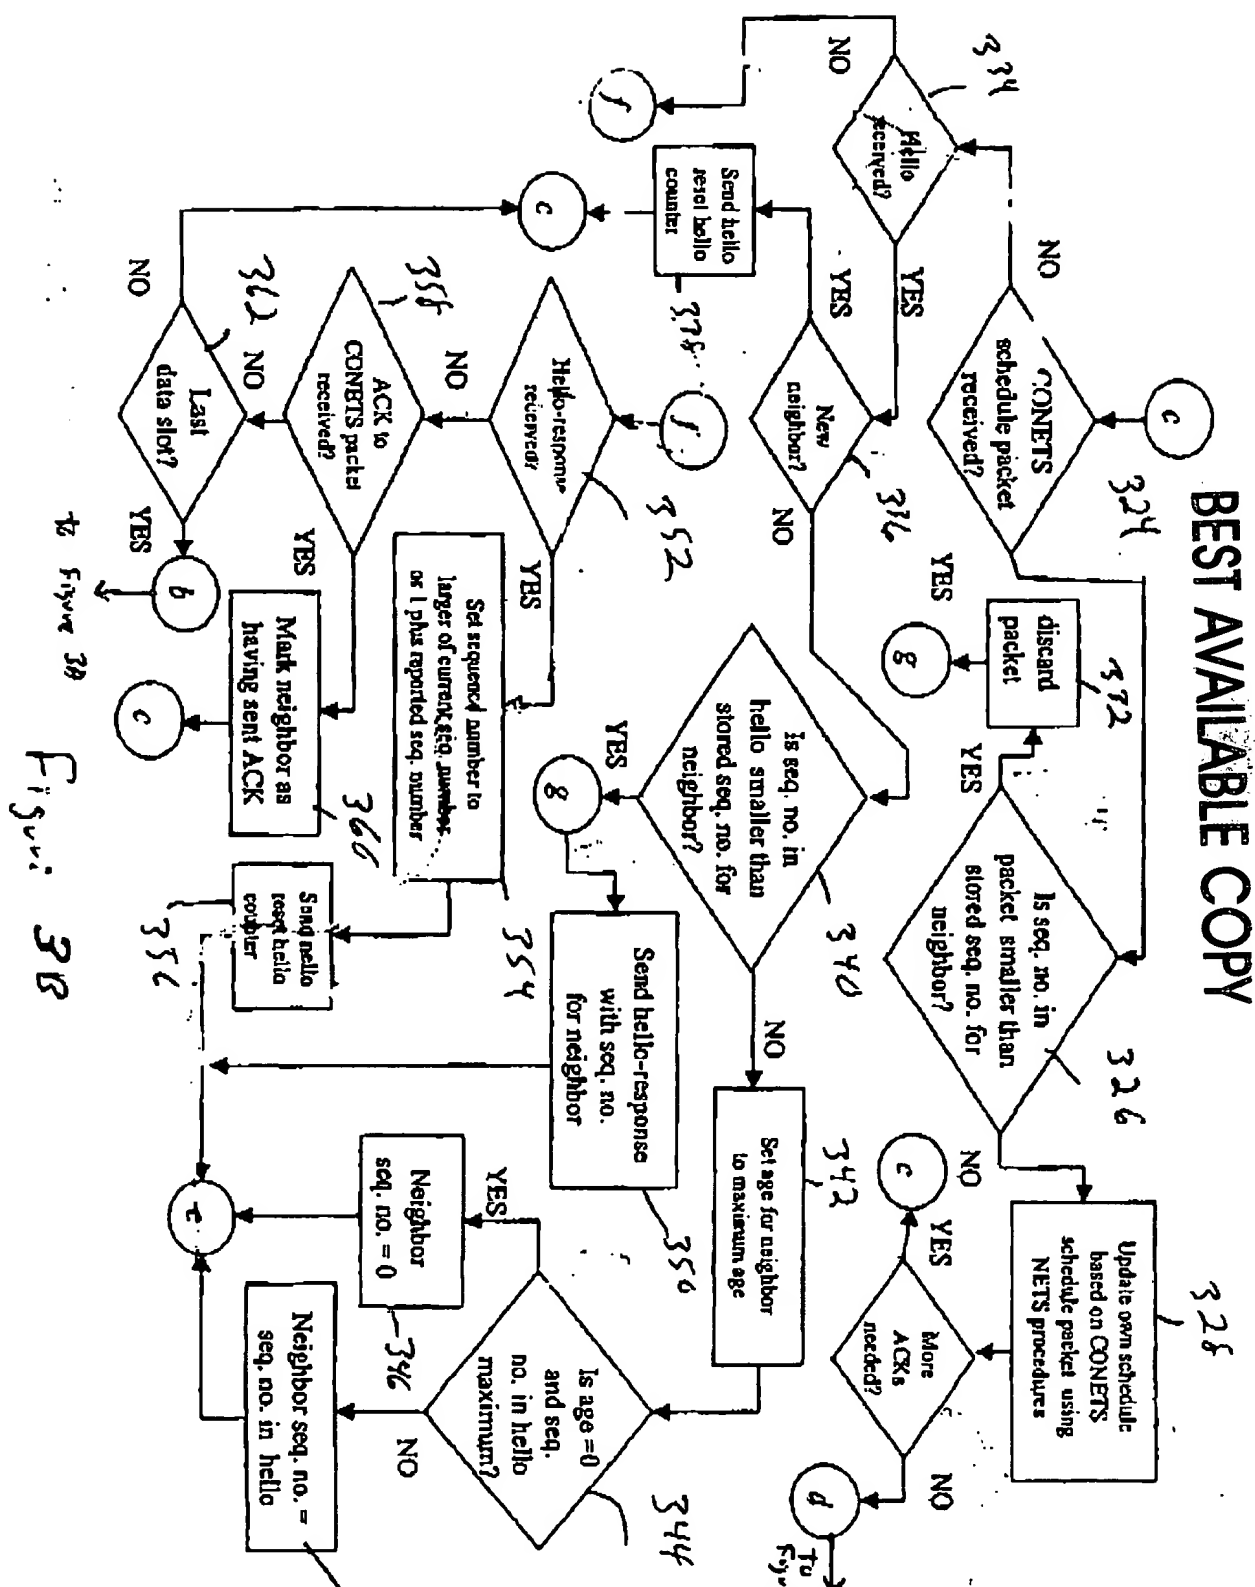 BEST AVAILABLE COPY
c
324
CONETS
schedule packet
received?
NO
334
Hello
received?
NO
f
YES
336
New
neighbor?
YES
NO
Send hello
reset hello
counter
378
c
326
Is seq. no. in
packet smaller than
stored seq. no. for
neighbor?
YES
NO
372
discard
packet
g
YES
328
Update own schedule
based on CONETS
schedule packet using
NETS procedures
More
ACKs
needed?
YES
c
NO
d
To
340
Is seq. no. in
hello smaller than
stored seq. no. for
neighbor?
YES
g
NO
342
Set age for neighbor
to maximum age
344
Is age =0
and seq.
no. in hello
maximum?
YES
NO
346
Neighbor
seq. no. = 0
Neighbor seq. no. =
seq. no. in hello
350
Send hello-response
with seq. no.
for neighbor
f
352
Hello-response
received?
YES
NO
354
Set sequence number to
larger of current seq. number
or 1 plus reported seq. number
356
Send hello
reset hello
counter
358
ACK to
CONETS packet
received?
YES
NO
360
Mark neighbor as
having sent ACK
c
362
Last
data slot?
NO
YES
b
to Figure 3A
Figure 3B